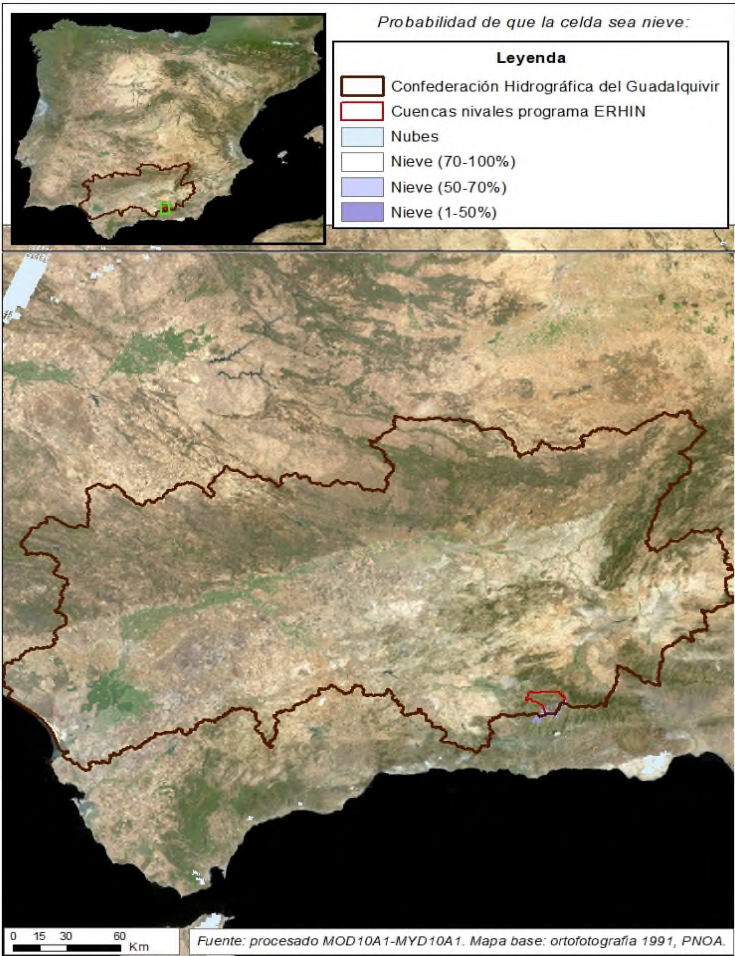 Probabilidad de que la celda sea nieve:
Leyenda
Confederación Hidrográfica del Guadalquivir
Cuencas nivales programa ERHIN
Nubes
Nieve (70-100%)
Nieve (50-70%)
Nieve (1-50%)
0 15 30 60
Km
Fuente: procesado MOD10A1-MYD10A1. Mapa base: ortofotografia 1991, PNOA.